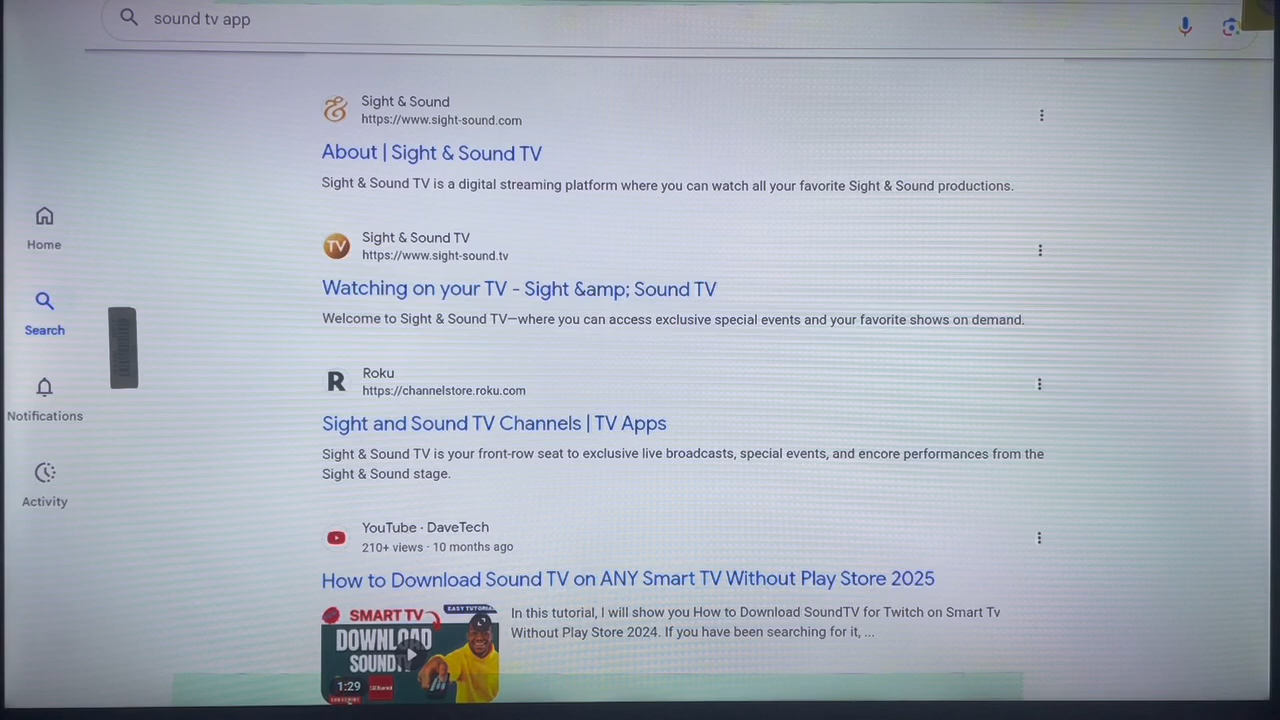 sound tv app
Sight & Sound
https://www.sight-sound.com
About | Sight & Sound TV
Sight & Sound TV is a digital streaming platform where you can watch all your favorite Sight & Sound productions.
Sight & Sound TV
https://www.sight-sound.tv
Watching on your TV - Sight &amp; Sound TV
Welcome to Sight & Sound TV—where you can access exclusive special events and your favorite shows on demand.
Roku
https://channelstore.roku.com
Sight and Sound TV Channels | TV Apps
Sight & Sound TV is your front-row seat to exclusive live broadcasts, special events, and encore performances from the
Sight & Sound stage.
YouTube · DaveTech
210+ views · 10 months ago
How to Download Sound TV on ANY Smart TV Without Play Store 2025
In this tutorial, I will show you How to Download SoundTV for Twitch on Smart Tv
Without Play Store 2024. If you have been searching for it, ...
EASY TUTORIAL
SMART TV
DOWNLOAD
SOUND
1:29
Home
Search
Notifications
Activity
TV
R